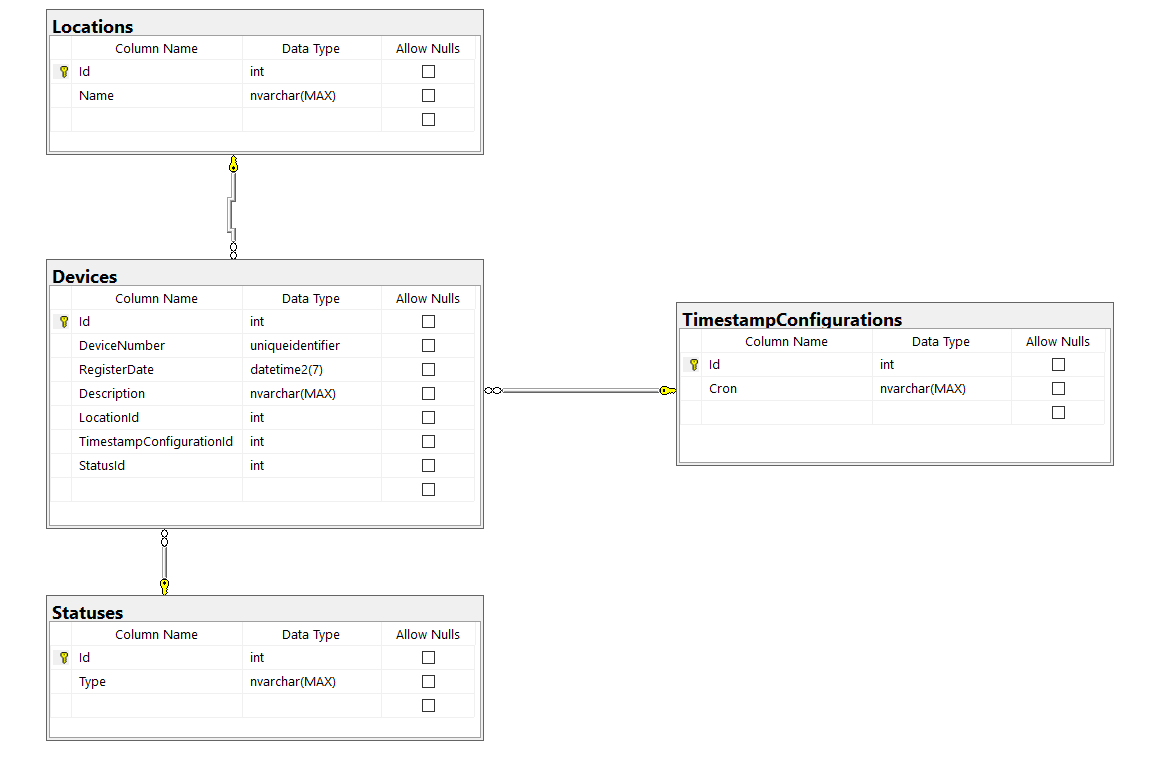 Locations
Column Name Data Type Allow Nulls
Id int
Name nvarchar(MAX)
Devices
Column Name Data Type Allow Nulls
Id int
DeviceNumber uniqueidentifier
RegisterDate datetime2(7)
Description nvarchar(MAX)
LocationId int
TimestampConfigurationId int
StatusId int
TimestampConfigurations
Column Name Data Type Allow Nulls
Id int
Cron nvarchar(MAX)
Statuses
Column Name Data Type Allow Nulls
Id int
Type nvarchar(MAX)